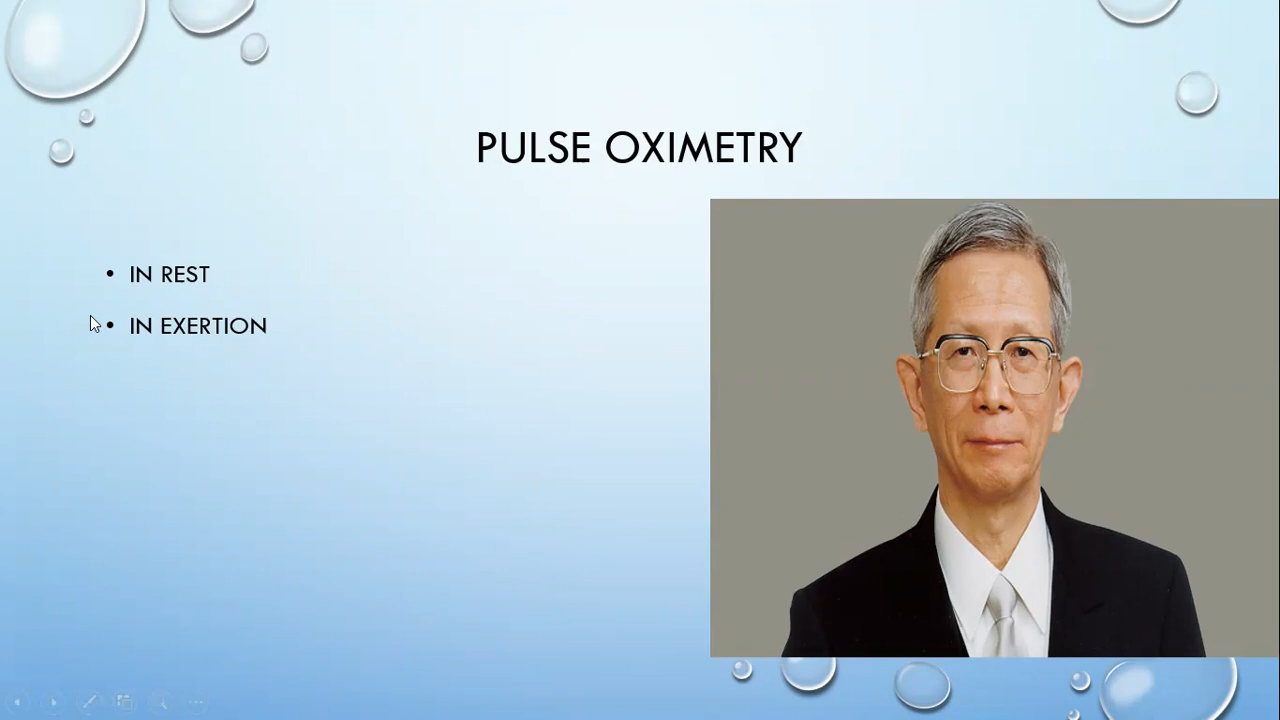 PULSE OXIMETRY
• IN REST
• IN EXERTION